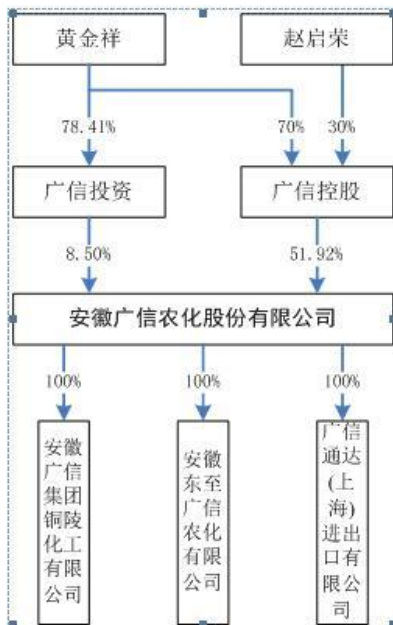 黄金祥
赵启荣
78.41%
70%
30%
广信投资
广信控股
8.50%
51.92%
安徽广信农化股份有限公司
100%
100%
100%
安徽
广信
集团
铜陵
化工
有限
公司
安徽
东至
广信
农化
有限
公司
广信
通达
(上
海)
进出
口有
限公
司